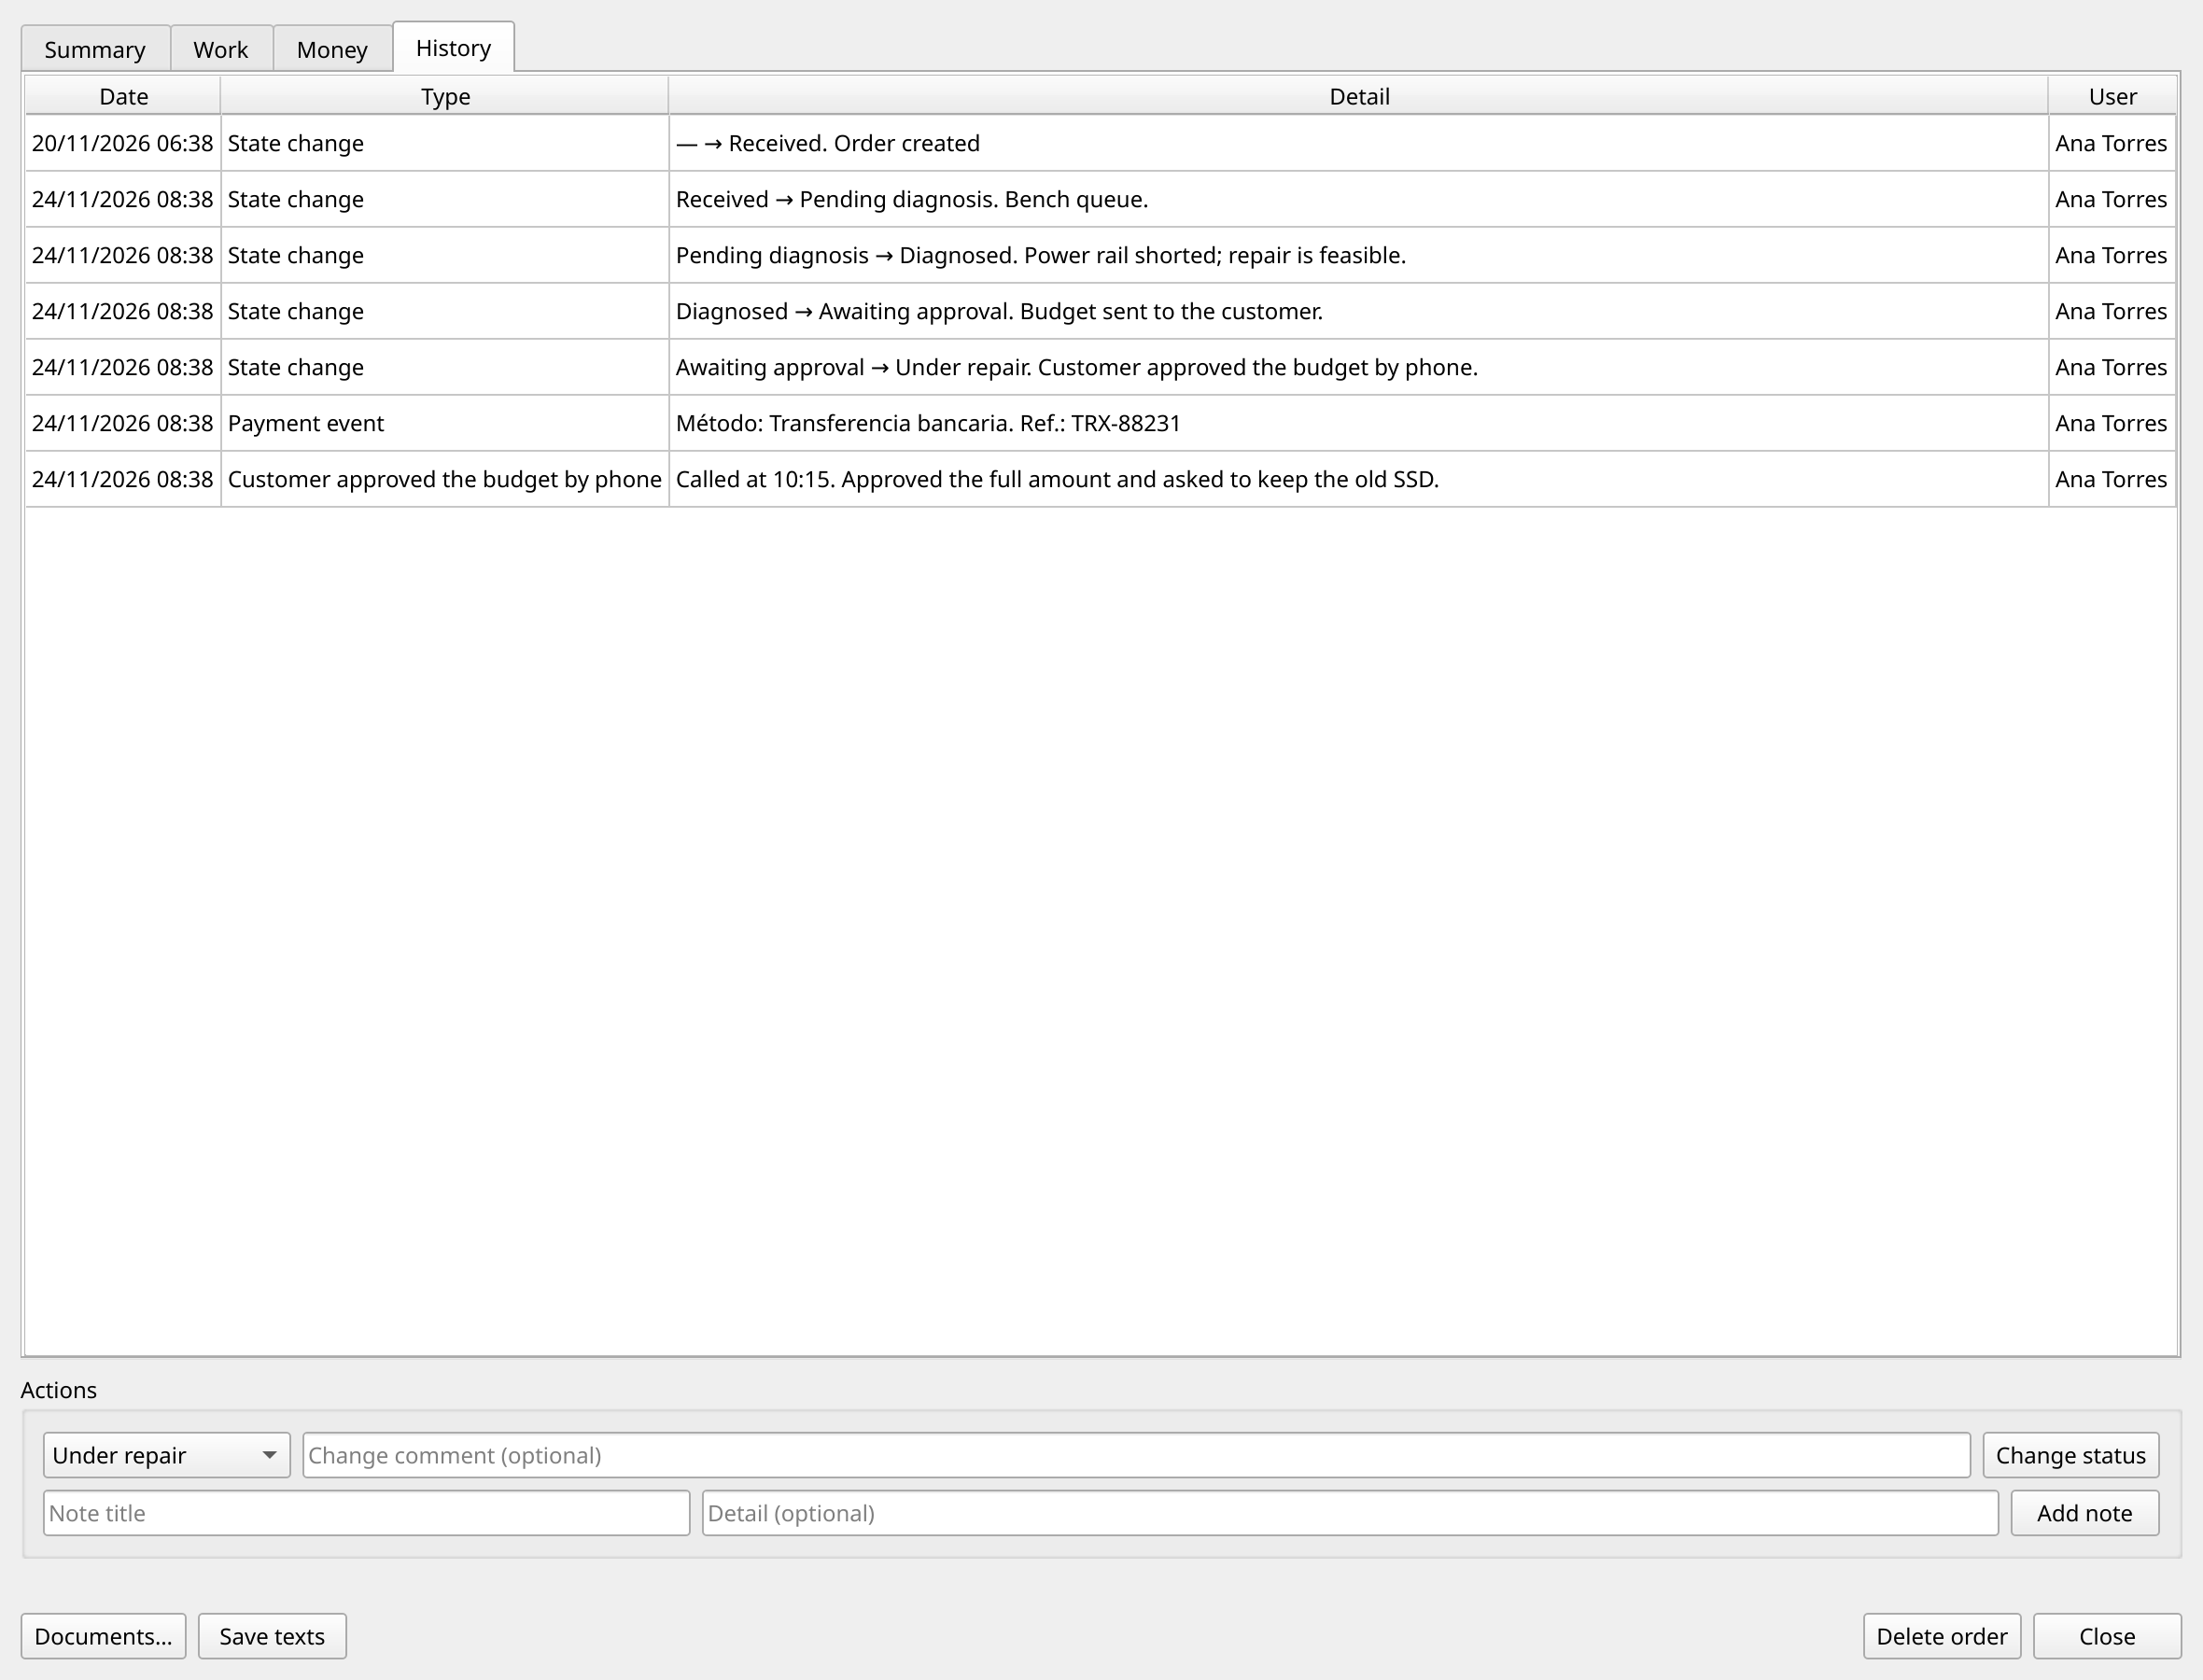 Summary Work Money History
Date Type Detail User
20/11/2026 06:38 State change — → Received. Order created Ana Torres
24/11/2026 08:38 State change Received → Pending diagnosis. Bench queue. Ana Torres
24/11/2026 08:38 State change Pending diagnosis → Diagnosed. Power rail shorted; repair is feasible. Ana Torres
24/11/2026 08:38 State change Diagnosed → Awaiting approval. Budget sent to the customer. Ana Torres
24/11/2026 08:38 State change Awaiting approval → Under repair. Customer approved the budget by phone. Ana Torres
24/11/2026 08:38 Payment event Método: Transferencia bancaria. Ref.: TRX-88231 Ana Torres
24/11/2026 08:38 Customer approved the budget by phone Called at 10:15. Approved the full amount and asked to keep the old SSD. Ana Torres
Actions
Under repair Change comment (optional) Change status
Note title Detail (optional) Add note
Documents... Save texts Delete order Close